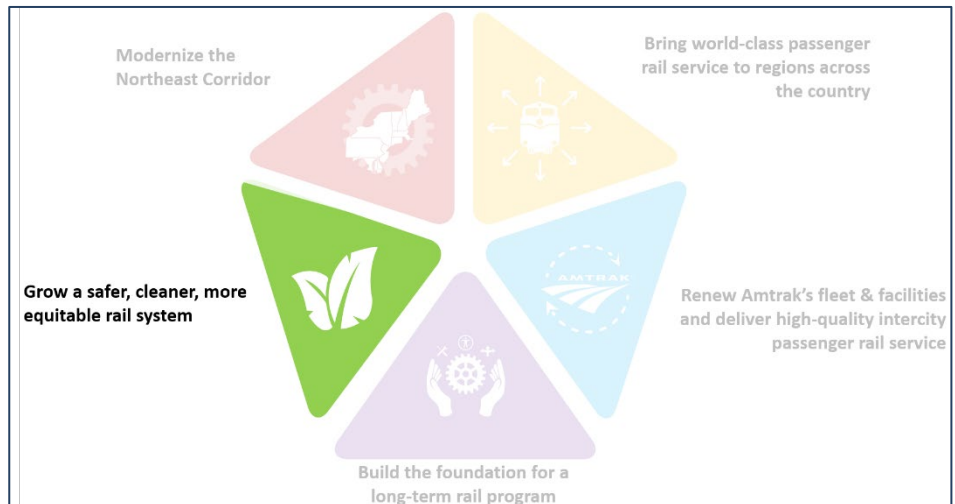 Modernize the
Northeast Corridor
Bring world-class passenger
rail service to regions across
the country
Grow a safer, cleaner, more
equitable rail system
AMTRAK
Renew Amtrak’s fleet & facilities
and deliver high-quality intercity
passenger rail service
Build the foundation for a
long-term rail program